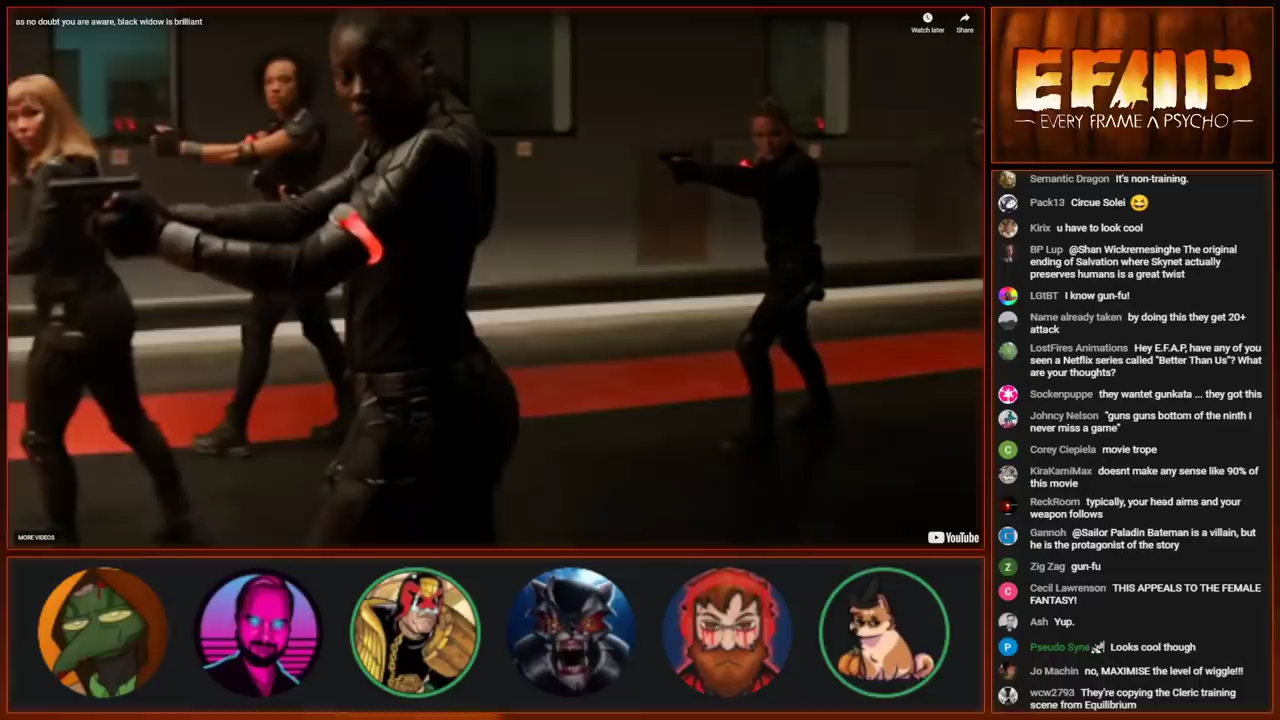 as no doubt you are aware, black widow is brilliant
Watch later
Share
MORE VIDEOS
YouTube
EFAP
EVERY FRAME A PSYCHO
Semantic Dragon It's non-training.
Pack13 Circue Solei 😆
Kirix u have to look cool
BP Lup @Shan Wickremesinghe The original
ending of Salvation where Skynet actually
preserves humans is a great twist
LGtBT I know gun-fu!
Name already taken by doing this they get 20+
attack
LostFires Animations Hey E.F.A.P, have any of you
seen a Netflix series called "Better Than Us"? What
are your thoughts?
Sockenpuppe they wantet gunkata ... they got this
Johncy Nelson "guns guns bottom of the ninth I
never miss a game"
C
Corey Ciepiela movie trope
KiraKamiMax doesnt make any sense like 90% of
this movie
ReckRoom typically, your head aims and your
weapon follows
Gannoh @Sailor Paladin Bateman is a villain, but
he is the protagonist of the story
Z
Zig Zag gun-fu
C
Cecil Lawrenson THIS APPEALS TO THE FEMALE
FANTASY!
Ash Yup.
P
Pseudo Syne Looks cool though
Jo Machin no, MAXIMISE the level of wiggle!!!
wcw2793 They're copying the Cleric training
scene from Equilibrium